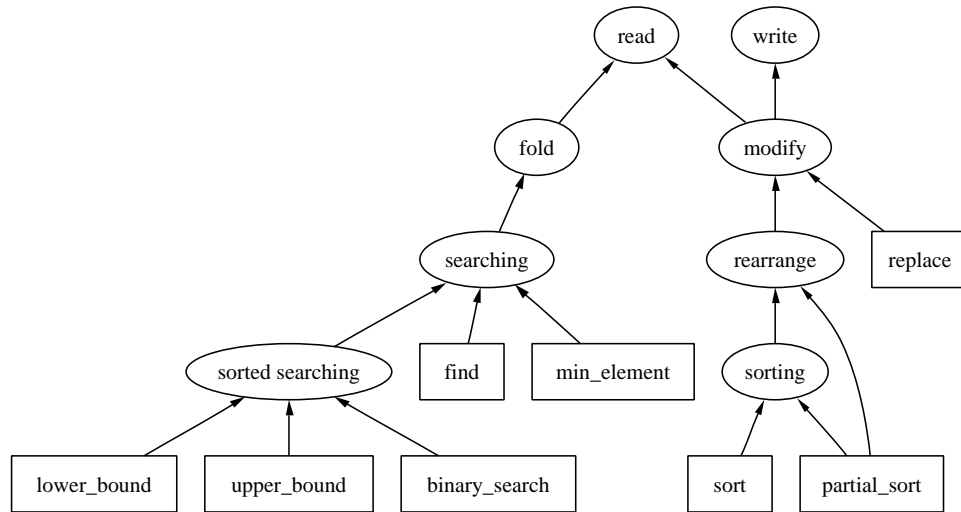 read
write
fold
modify
searching
rearrange
replace
sorted searching
find
min_element
sorting
lower_bound
upper_bound
binary_search
sort
partial_sort